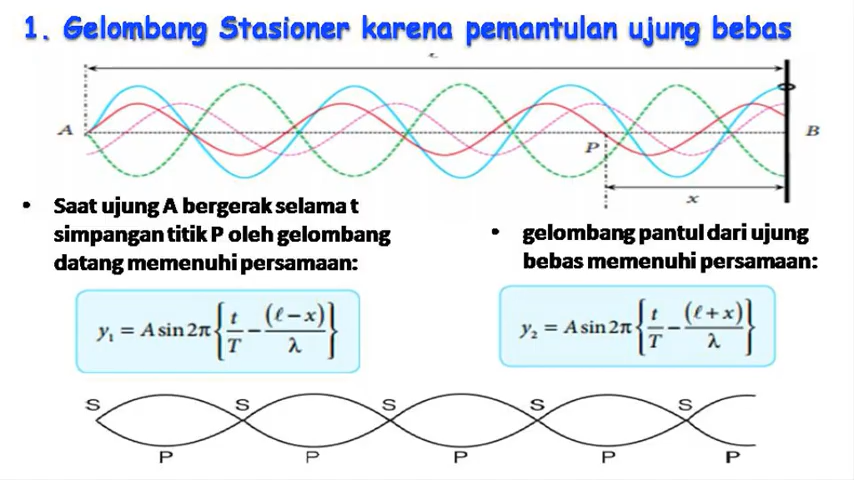 1. Gelombang Stasioner karena pemantulan ujung bebas
A
B
P
x
• Saat ujung A bergerak selama t
simpangan titik P oleh gelombang
datang memenuhi persamaan:
• gelombang pantul dari ujung
bebas memenuhi persamaan:
y₁ = A sin 2π { t/T − (ℓ − x)/λ }
y₂ = A sin 2π { t/T − (ℓ + x)/λ }
S S S S S
P P P P P